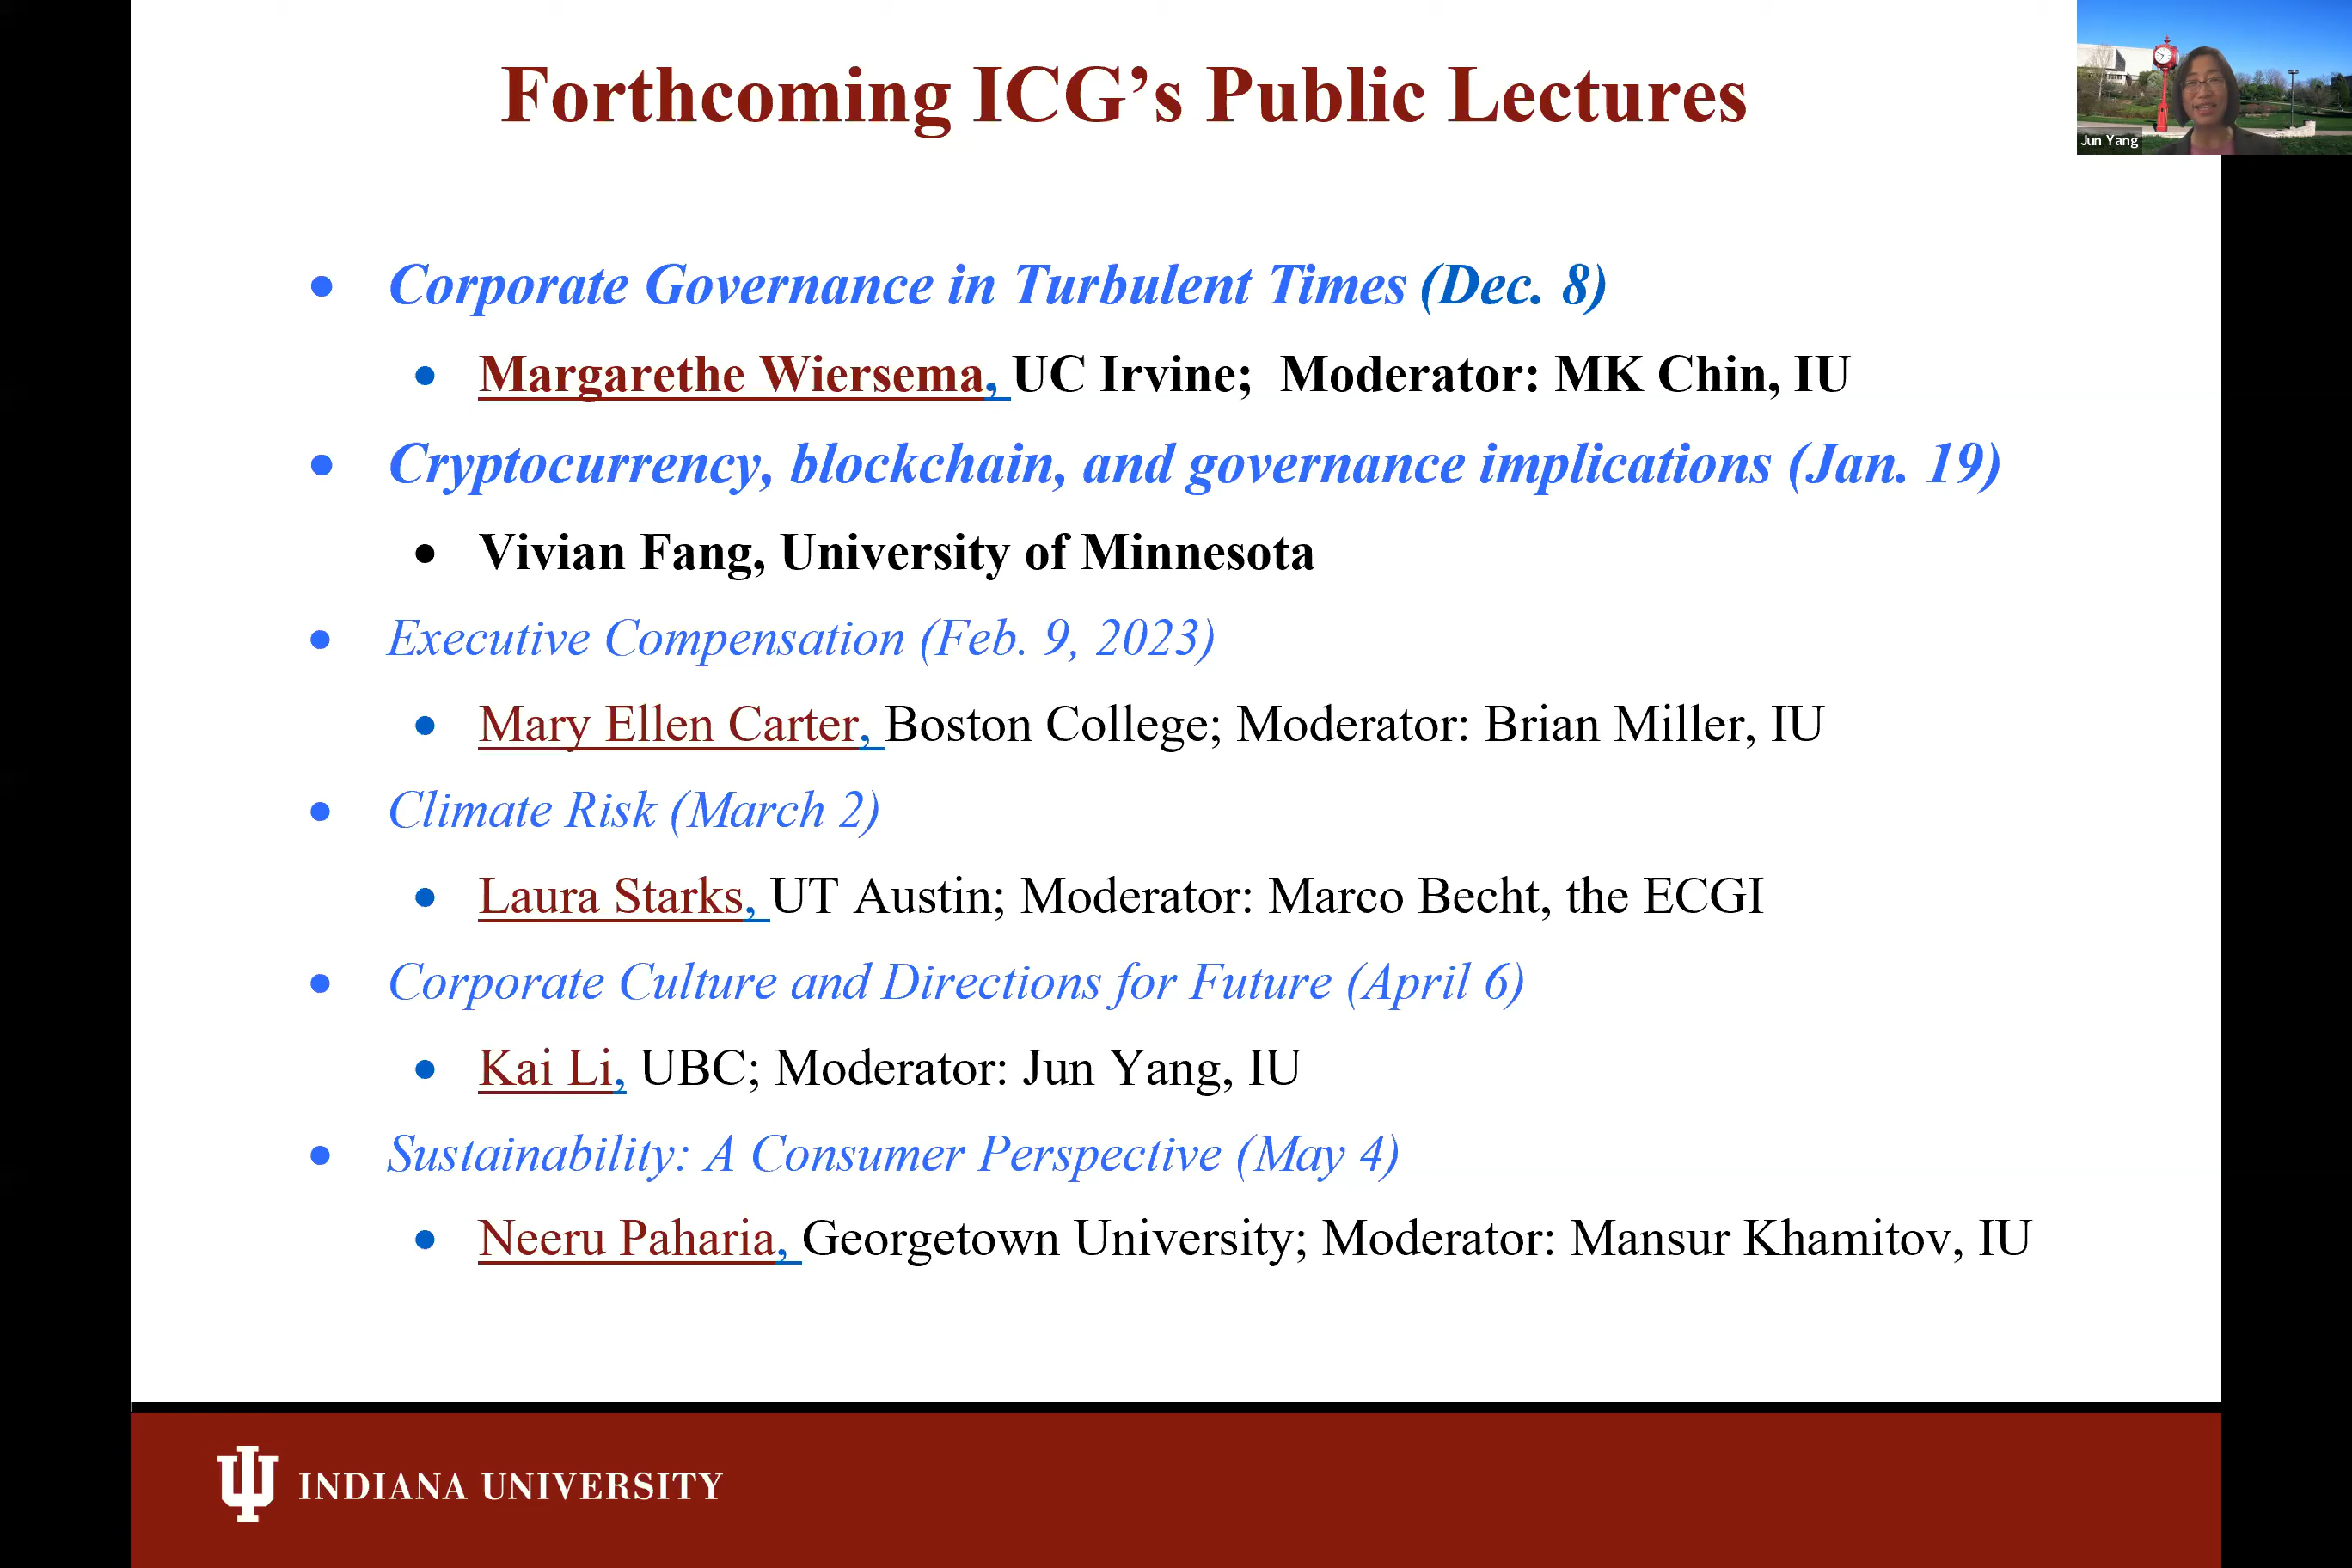 Forthcoming ICG’s Public Lectures
Jun Yang
• Corporate Governance in Turbulent Times (Dec. 8)
• Margarethe Wiersema, UC Irvine;  Moderator: MK Chin, IU
• Cryptocurrency, blockchain, and governance implications (Jan. 19)
• Vivian Fang, University of Minnesota
• Executive Compensation (Feb. 9, 2023)
• Mary Ellen Carter, Boston College; Moderator: Brian Miller, IU
• Climate Risk (March 2)
• Laura Starks, UT Austin; Moderator: Marco Becht, the ECGI
• Corporate Culture and Directions for Future (April 6)
• Kai Li, UBC; Moderator: Jun Yang, IU
• Sustainability: A Consumer Perspective (May 4)
• Neeru Paharia, Georgetown University; Moderator: Mansur Khamitov, IU
INDIANA UNIVERSITY